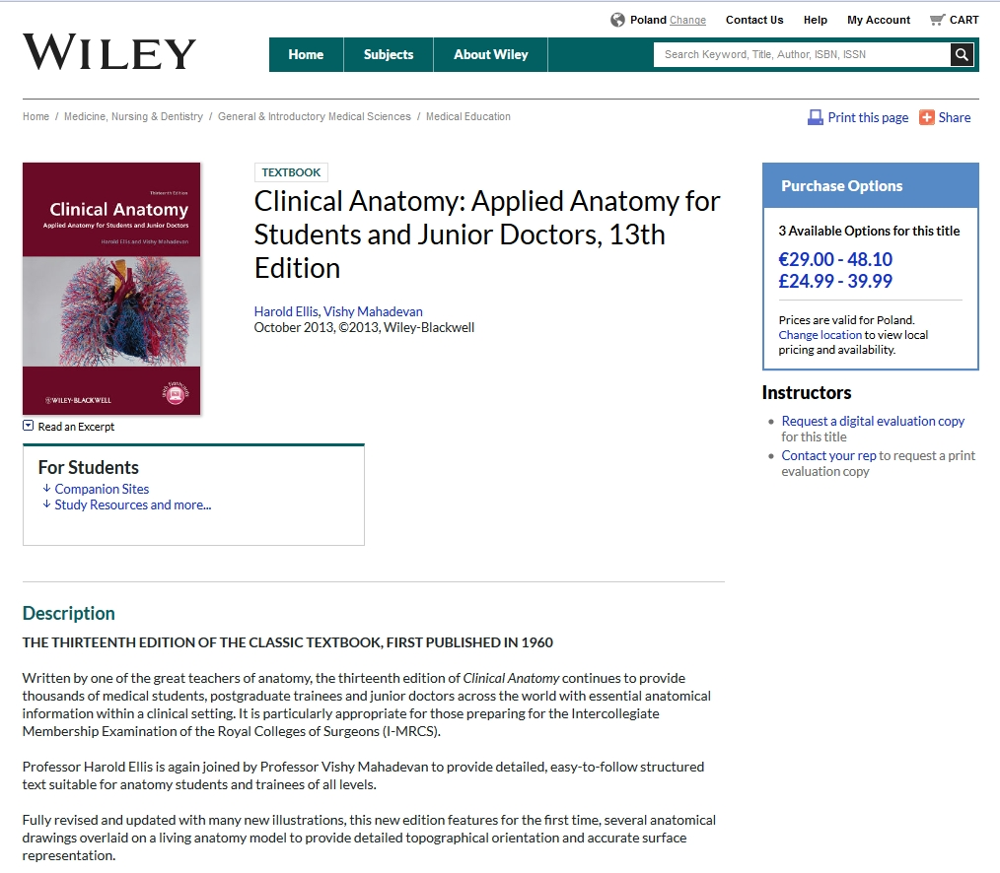 Poland Change Contact Us Help My Account CART
WILEY
Home Subjects About Wiley Search Keyword, Title, Author, ISBN, ISSN
Home / Medicine, Nursing & Dentistry / General & Introductory Medical Sciences / Medical Education
Print this page Share
Thirteenth Edition
Clinical Anatomy
Applied Anatomy for Students and Junior Doctors
Harold Ellis and Vishy Mahadevan
WILEY-BLACKWELL
Read an Excerpt
TEXTBOOK
Clinical Anatomy: Applied Anatomy for
Students and Junior Doctors, 13th
Edition
Harold Ellis, Vishy Mahadevan
October 2013, ©2013, Wiley-Blackwell
Purchase Options
3 Available Options for this title
€29.00 - 48.10
£24.99 - 39.99
Prices are valid for Poland.
Change location to view local
pricing and availability.
Instructors
Request a digital evaluation copy
for this title
Contact your rep to request a print
evaluation copy
For Students
Companion Sites
Study Resources and more...
Description
THE THIRTEENTH EDITION OF THE CLASSIC TEXTBOOK, FIRST PUBLISHED IN 1960
Written by one of the great teachers of anatomy, the thirteenth edition of Clinical Anatomy continues to provide
thousands of medical students, postgraduate trainees and junior doctors across the world with essential anatomical
information within a clinical setting. It is particularly appropriate for those preparing for the Intercollegiate
Membership Examination of the Royal Colleges of Surgeons (I-MRCS).
Professor Harold Ellis is again joined by Professor Vishy Mahadevan to provide detailed, easy-to-follow structured
text suitable for anatomy students and trainees of all levels.
Fully revised and updated with many new illustrations, this new edition features for the first time, several anatomical
drawings overlaid on a living anatomy model to provide detailed topographical orientation and accurate surface
representation.